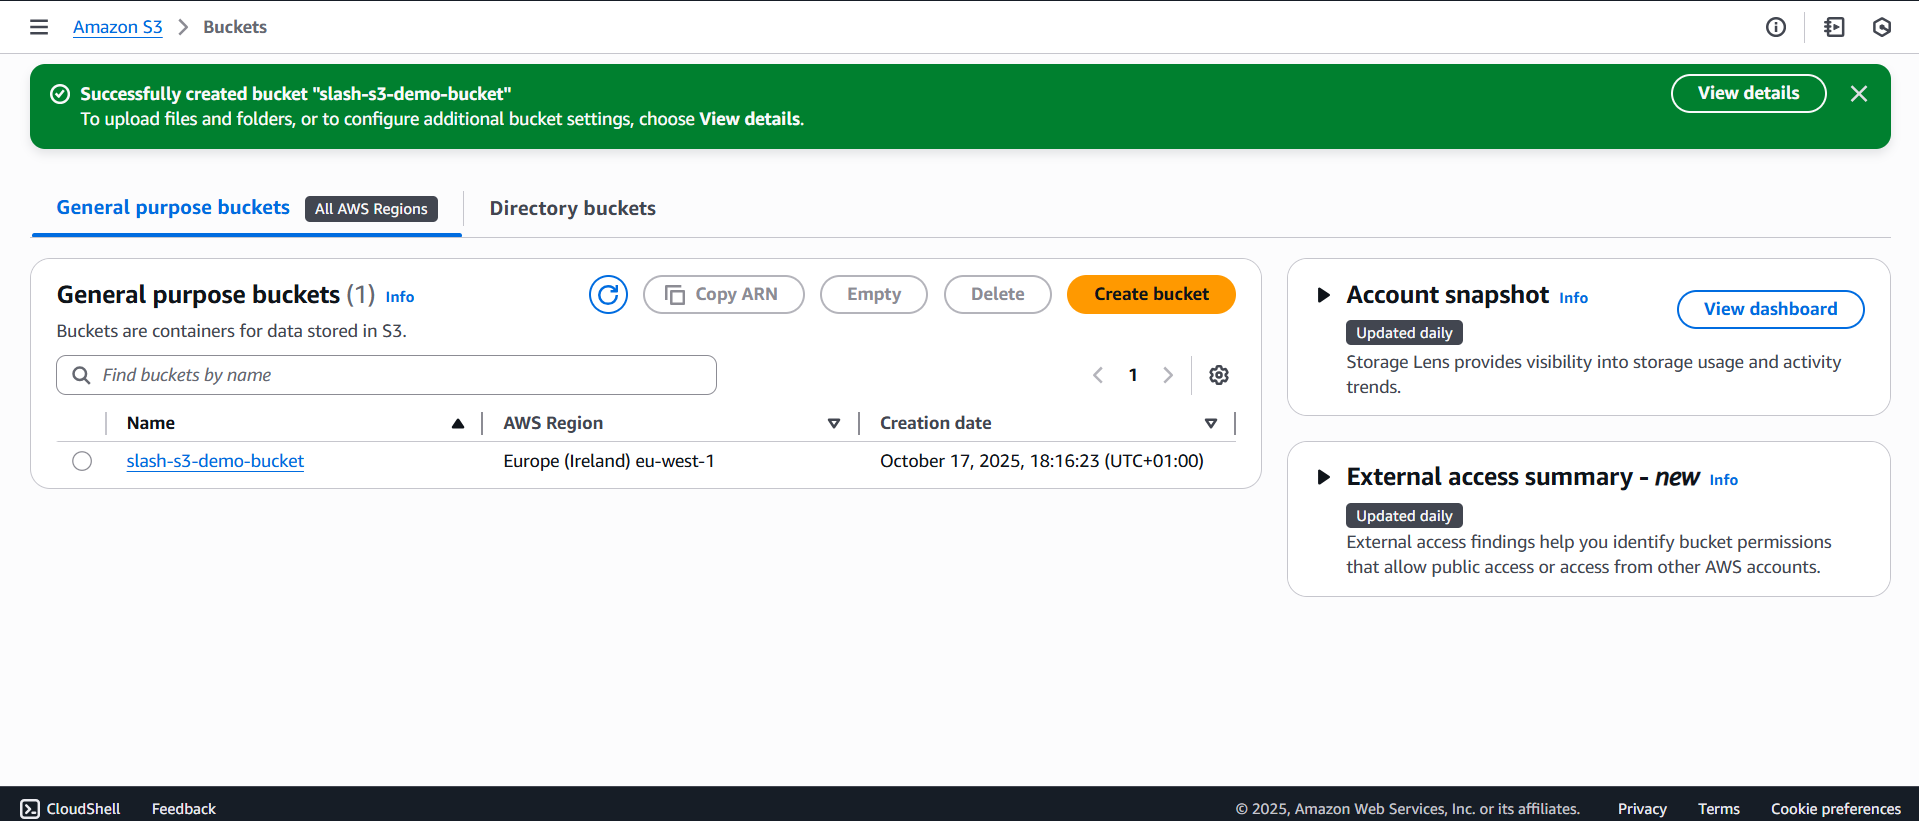 Amazon S3 > Buckets
Successfully created bucket "slash-s3-demo-bucket"
To upload files and folders, or to configure additional bucket settings, choose View details.
View details
General purpose buckets All AWS Regions
Directory buckets
General purpose buckets (1) Info
Copy ARN
Empty
Delete
Create bucket
Buckets are containers for data stored in S3.
Find buckets by name
1
Name AWS Region Creation date
slash-s3-demo-bucket Europe (Ireland) eu-west-1 October 17, 2025, 18:16:23 (UTC+01:00)
Account snapshot Info
View dashboard
Updated daily
Storage Lens provides visibility into storage usage and activity
trends.
External access summary - new Info
Updated daily
External access findings help you identify bucket permissions
that allow public access or access from other AWS accounts.
CloudShell Feedback © 2025, Amazon Web Services, Inc. or its affiliates. Privacy Terms Cookie preferences